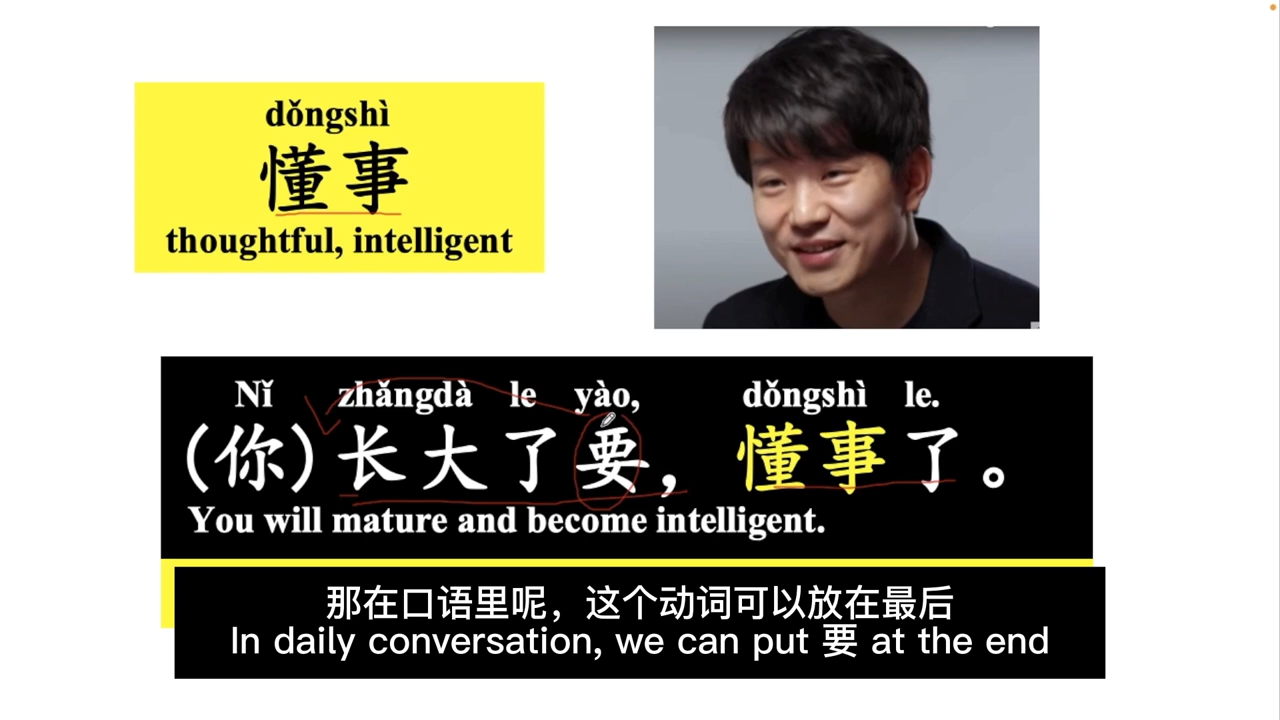 dǒngshì
懂事
thoughtful, intelligent
Nǐ zhǎngdà le yào, dǒngshì le.
(你)长大了要，懂事了。
You will mature and become intelligent.
那在口语里呢，这个动词可以放在最后
In daily conversation, we can put 要 at the end